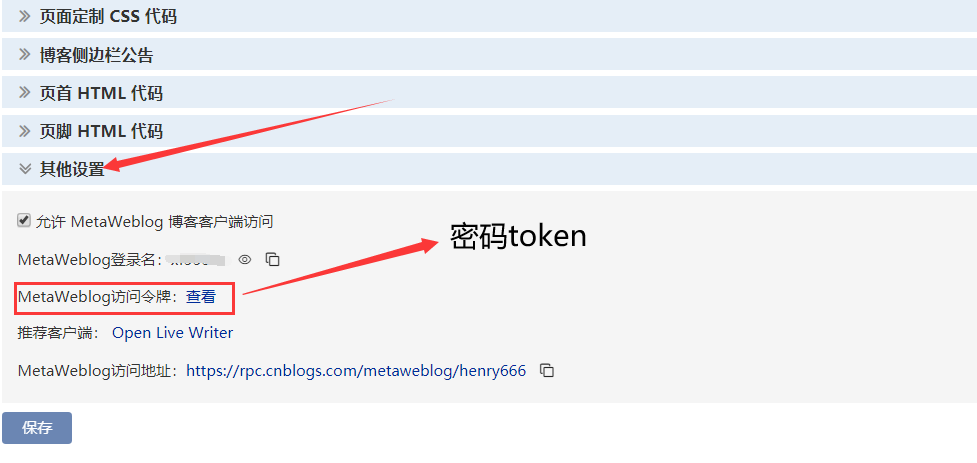 页面定制 CSS 代码
博客侧边栏公告
页首 HTML 代码
页脚 HTML 代码
其他设置
允许 MetaWeblog 博客客户端访问
密码token
MetaWeblog登录名：
MetaWeblog访问令牌：查看
推荐客户端： Open Live Writer
MetaWeblog访问地址：https://rpc.cnblogs.com/metaweblog/henry666
保存